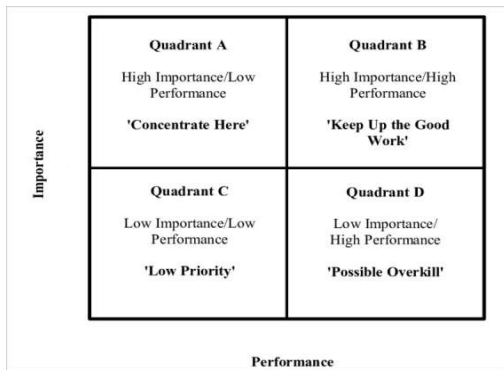 Quadrant A
High Importance/Low
Performance
'Concentrate Here'
Quadrant B
High Importance/High
Performance
'Keep Up the Good
Work'
Importance
Quadrant C
Low Importance/Low
Performance
'Low Priority'
Quadrant D
Low Importance/
High Performance
'Possible Overkill'
Performance